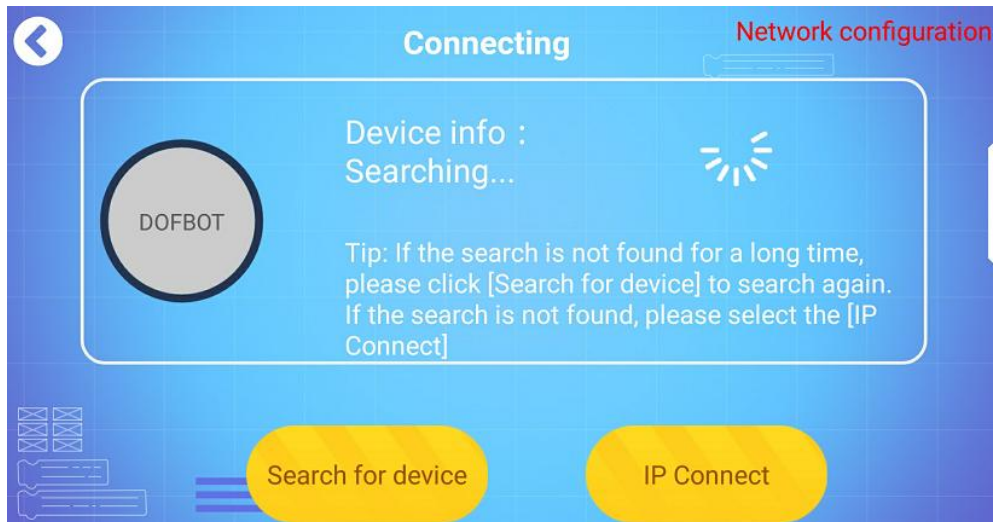 Connecting
Network configuration
Device info：
Searching...
DOFBOT
Tip: If the search is not found for a long time,
please click [Search for device] to search again.
If the search is not found, please select the [IP
Connect]
Search for device
IP Connect